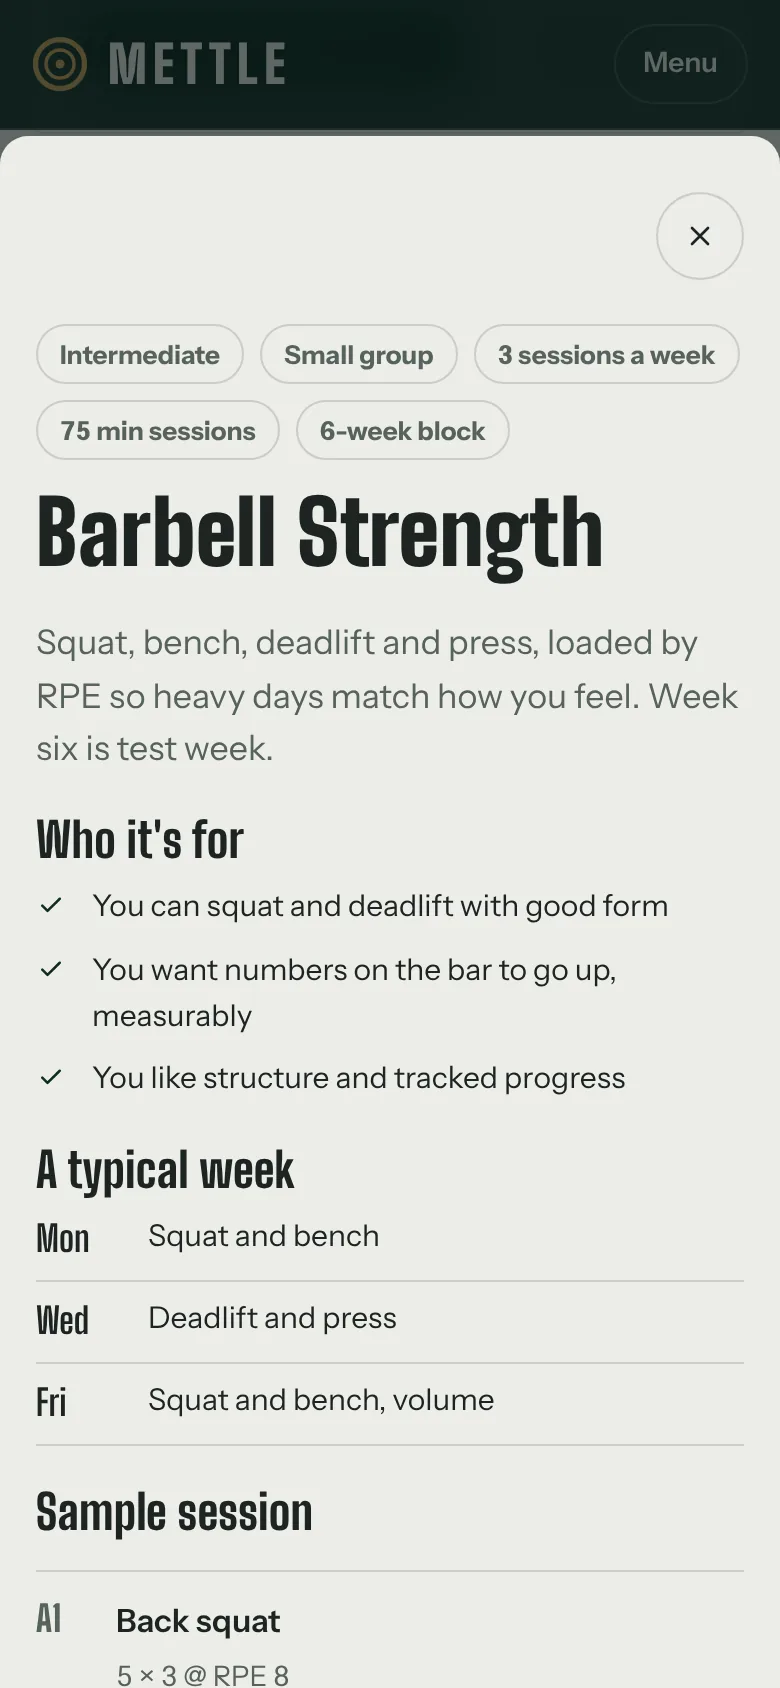 METTLE
Menu
Intermediate
Small group
3 sessions a week
75 min sessions
6-week block
Barbell Strength
Squat, bench, deadlift and press, loaded by
RPE so heavy days match how you feel. Week
six is test week.
Who it's for
You can squat and deadlift with good form
You want numbers on the bar to go up,
measurably
You like structure and tracked progress
A typical week
Mon Squat and bench
Wed Deadlift and press
Fri Squat and bench, volume
Sample session
A1 Back squat
5 × 3 @ RPE 8